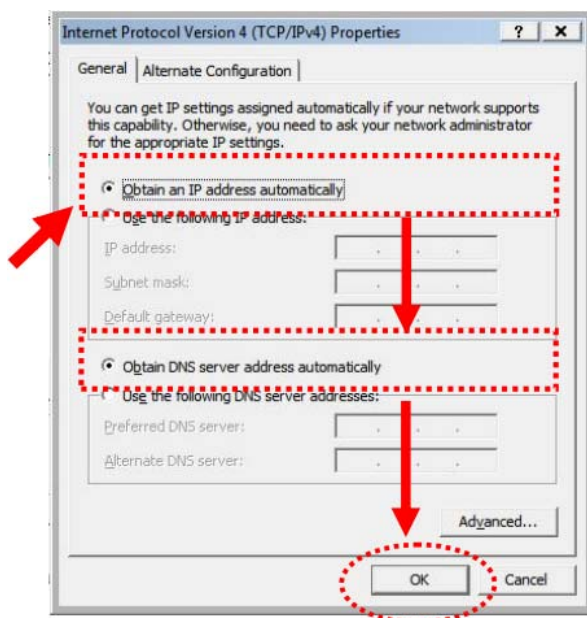 Internet Protocol Version 4 (TCP/IPv4) Properties
General
Alternate Configuration
You can get IP settings assigned automatically if your network supports
this capability. Otherwise, you need to ask your network administrator
for the appropriate IP settings.
Obtain an IP address automatically
Use the following IP address:
IP address:
Subnet mask:
Default gateway:
Obtain DNS server address automatically
Use the following DNS server addresses:
Preferred DNS server:
Alternate DNS server:
Advanced...
OK
Cancel